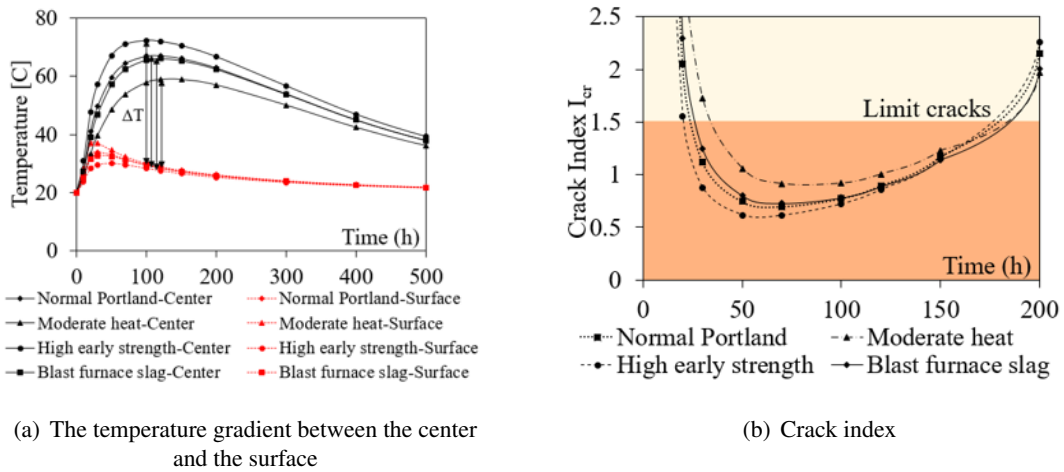 80
60
40
20
0
Temperature [C]
ΔT
Time (h)
0 100 200 300 400 500
Normal Portland-Center
Normal Portland-Surface
Moderate heat-Center
Moderate heat-Surface
High early strength-Center
High early strength-Surface
Blast furnace slag-Center
Blast furnace slag-Surface
(a) The temperature gradient between the center
and the surface
2.5
2
1.5
1
0.5
0
Crack Index Icr
Limit cracks
Time (h)
0 50 100 150 200
Normal Portland
Moderate heat
High early strength
Blast furnace slag
(b) Crack index